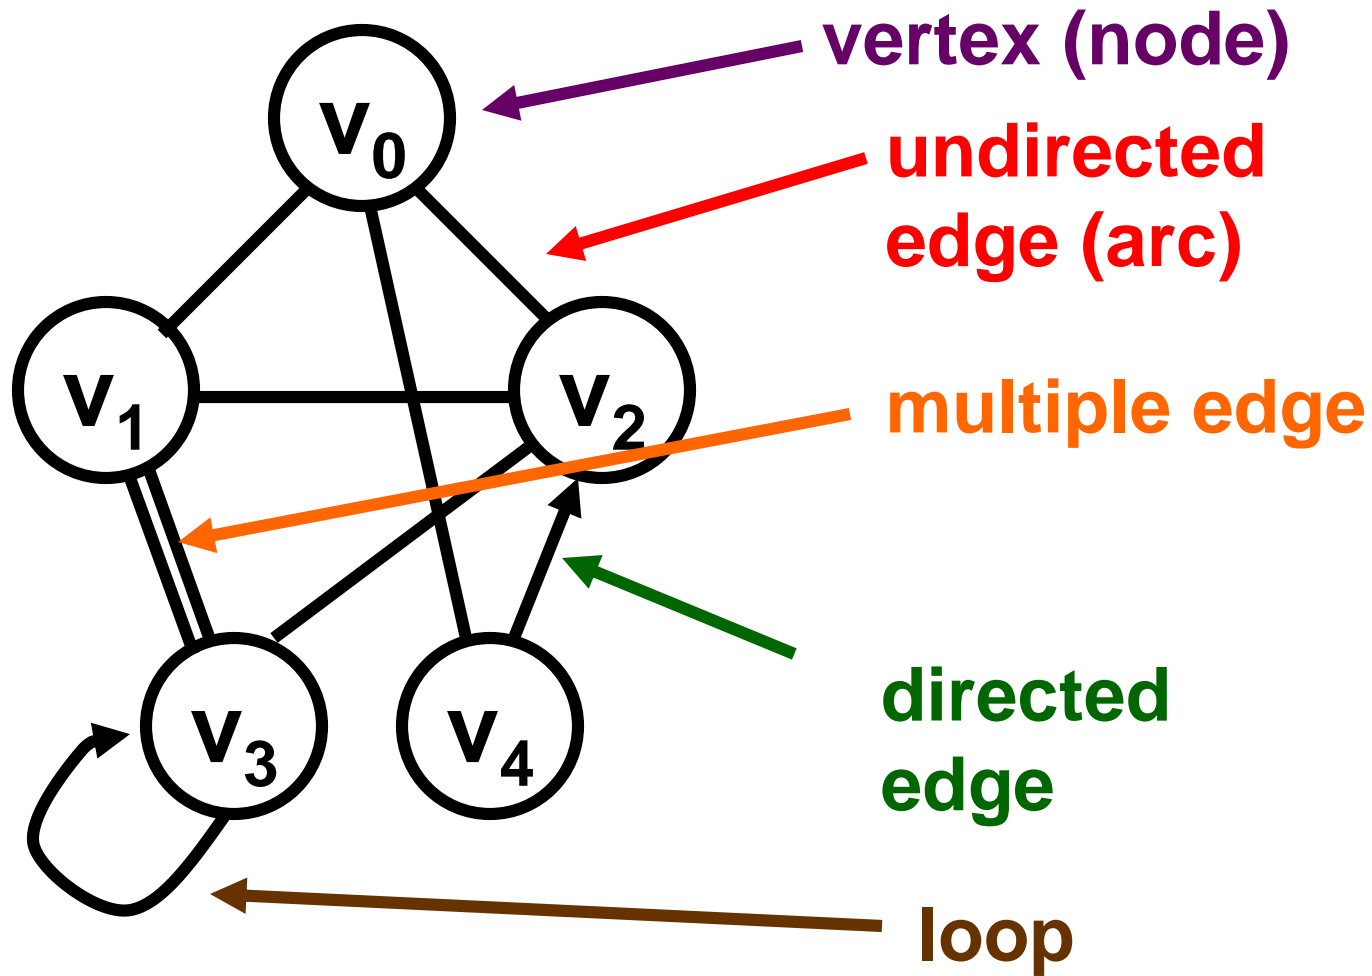 vertex (node)
v₀
undirected
edge (arc)
v₁
v₂
multiple edge
directed
edge
v₃
v₄
loop